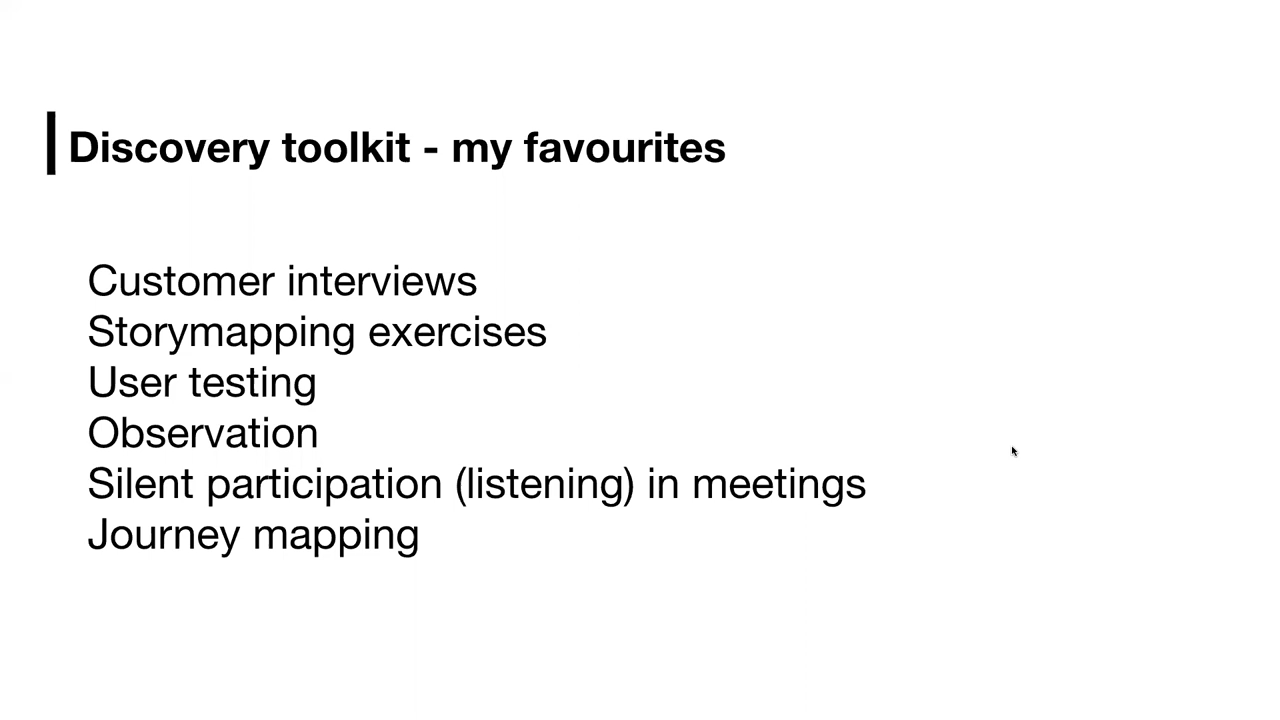 Discovery toolkit - my favourites
Customer interviews
Storymapping exercises
User testing
Observation
Silent participation (listening) in meetings
Journey mapping